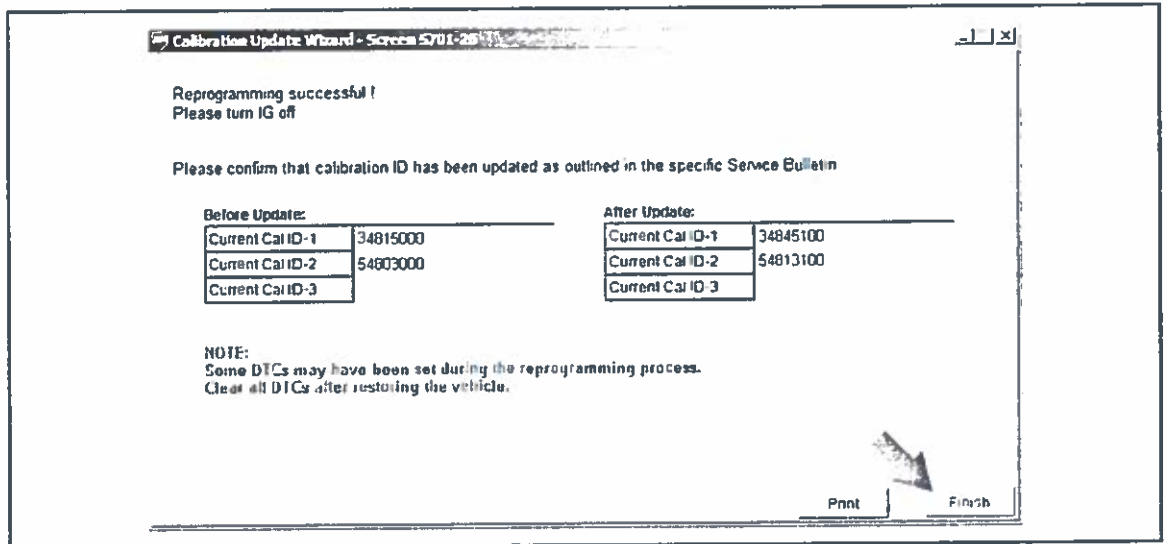 Calibration Update Wizard - Screen S701-26
Reprogramming successful !
Please turn IG off
Please confirm that calibration ID has been updated as outlined in the specific Service Bulletin
Before Update:
Current Cal ID-1 34815000
Current Cal ID-2 54803000
Current Cal ID-3
After Update:
Current Cal ID-1 34845100
Current Cal ID-2 54813100
Current Cal ID-3
NOTE:
Some DTCs may have been set during the reprogramming process.
Clear all DTCs after restoring the vehicle.
Print
Finish